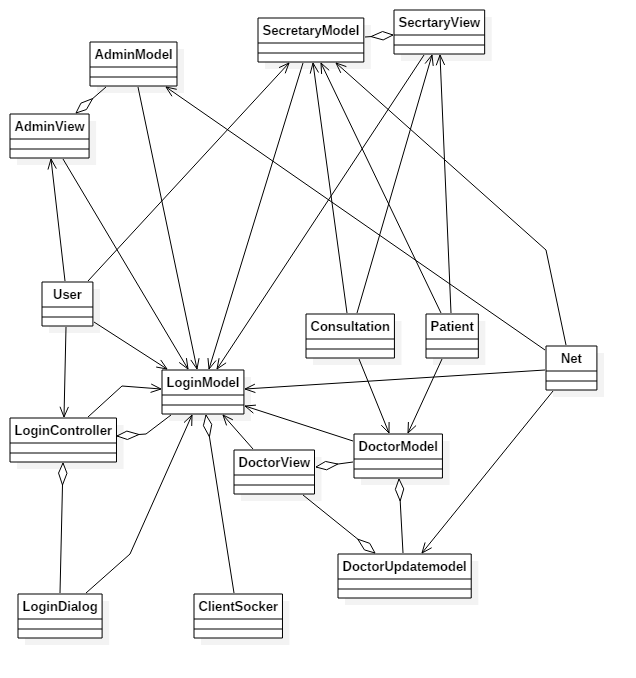 SecretaryModel
SecrtaryView
AdminModel
AdminView
User
Consultation
Patient
Net
LoginModel
LoginController
DoctorModel
DoctorView
DoctorUpdatemodel
LoginDialog
ClientSocker